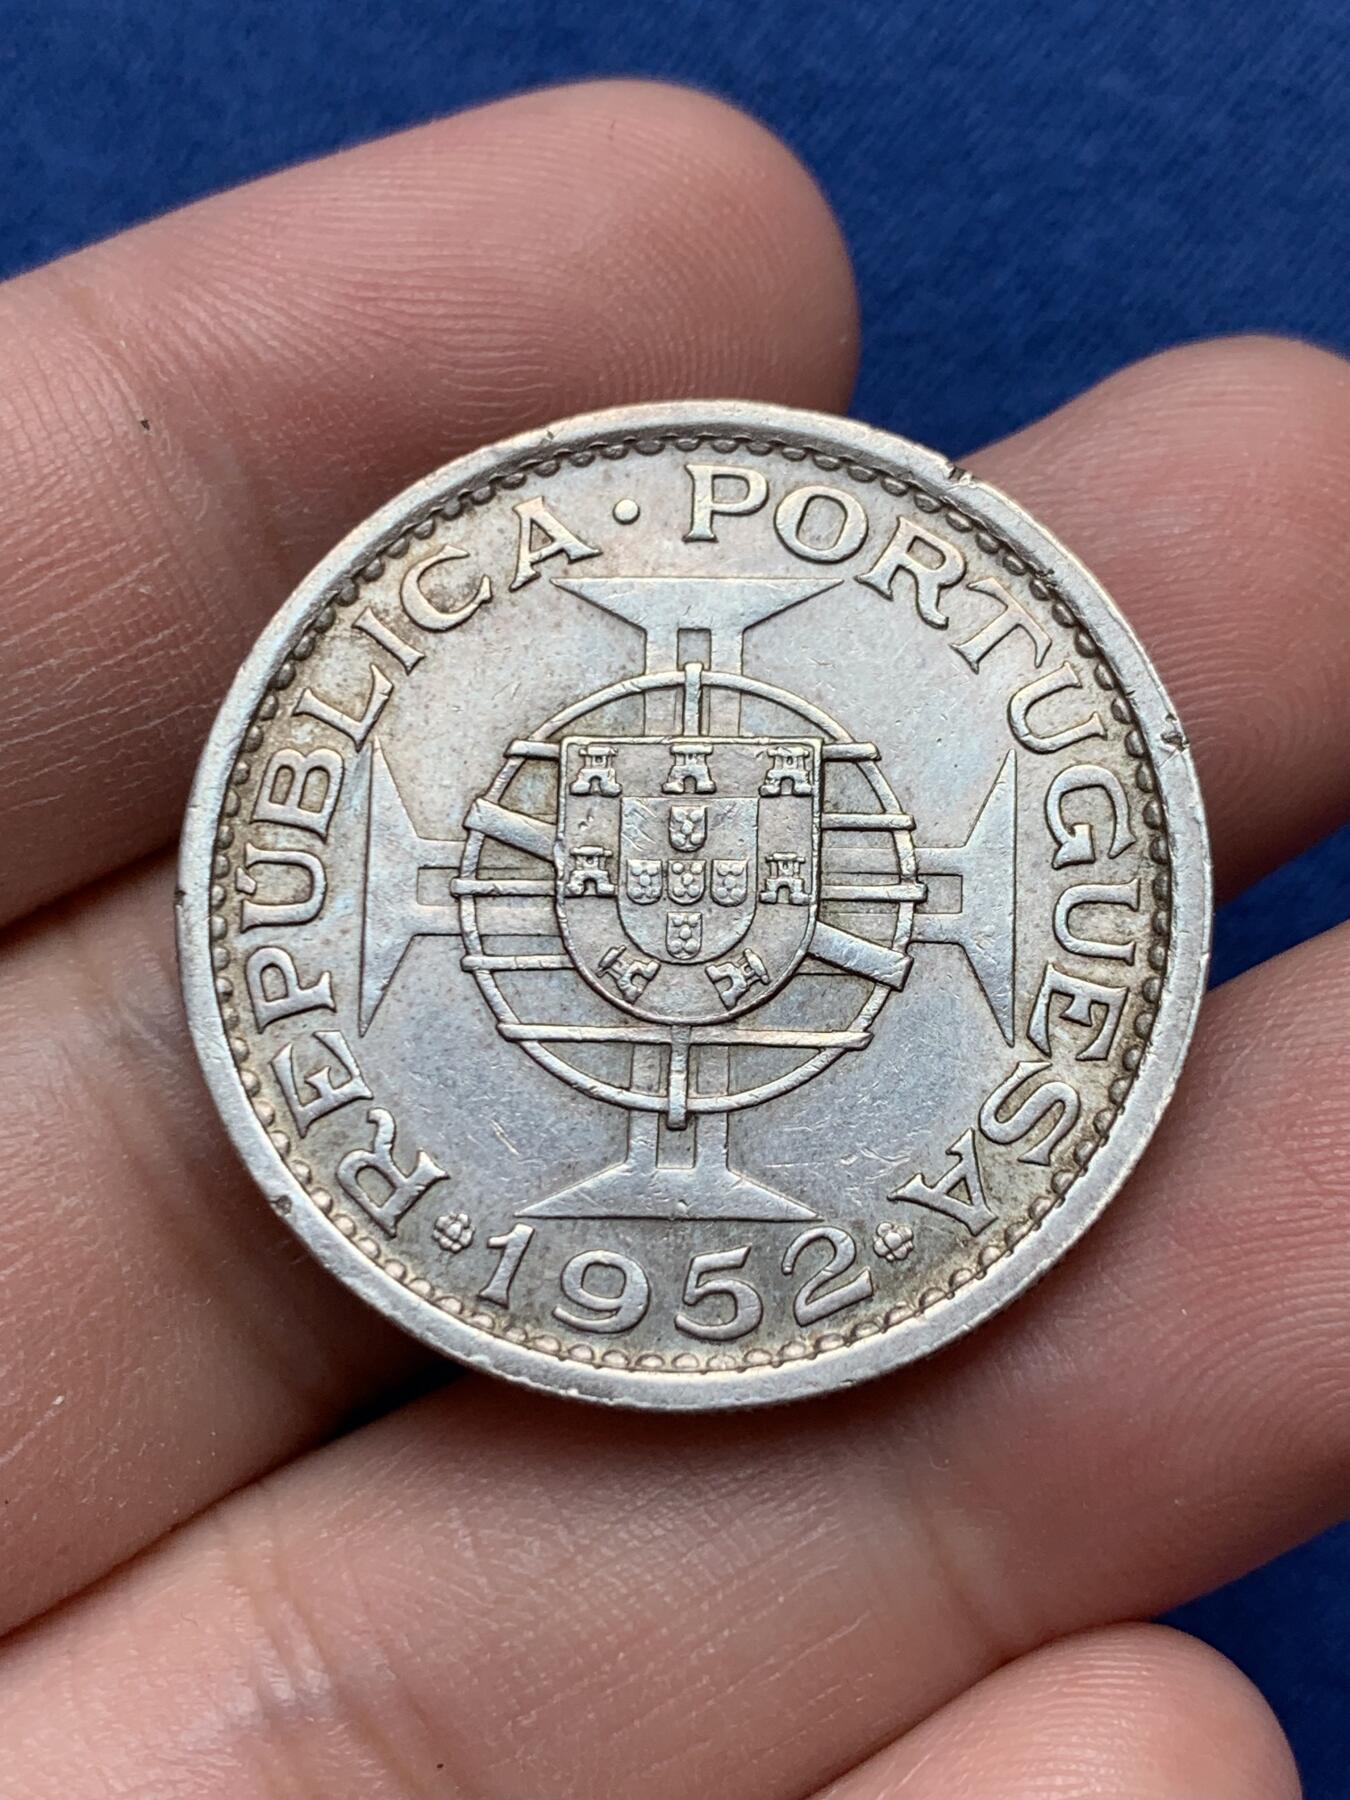 REPÚBLICA · PORTUGUESA
1952